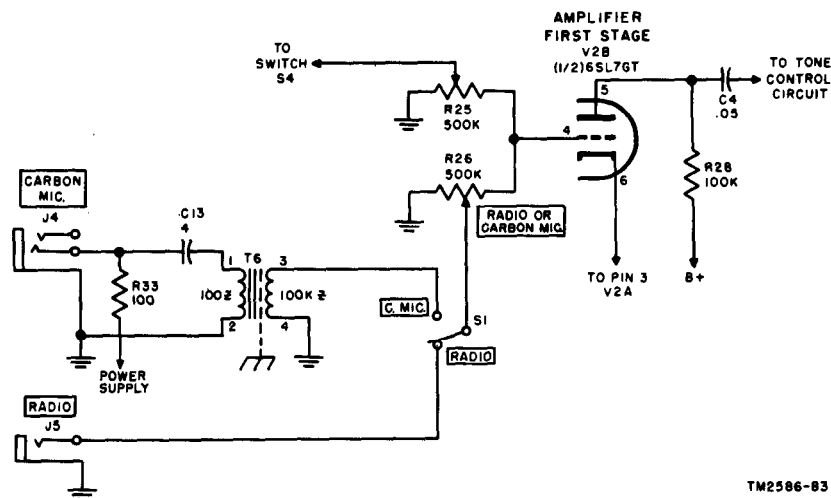 AMPLIFIER
FIRST STAGE
V2B
(1/2)6SL7GT
TO
SWITCH
S4
TO TONE
CONTROL
CIRCUIT
5
C4
.05
R25
500K
4
R26
500K
6
R28
100K
CARBON
MIC.
J4
C13
4
RADIO OR
CARBON MIC.
TO PIN 3
V2A
B+
1
T6
3
R33
100
100Ƶ
100KƵ
2
4
C. MIC.
S1
RADIO
POWER
SUPPLY
RADIO
J5
TM2586-83